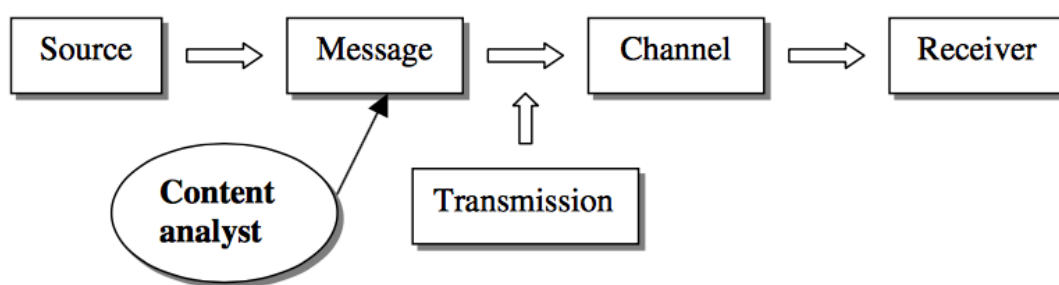 Source
Message
Channel
Receiver
Content
analyst
Transmission